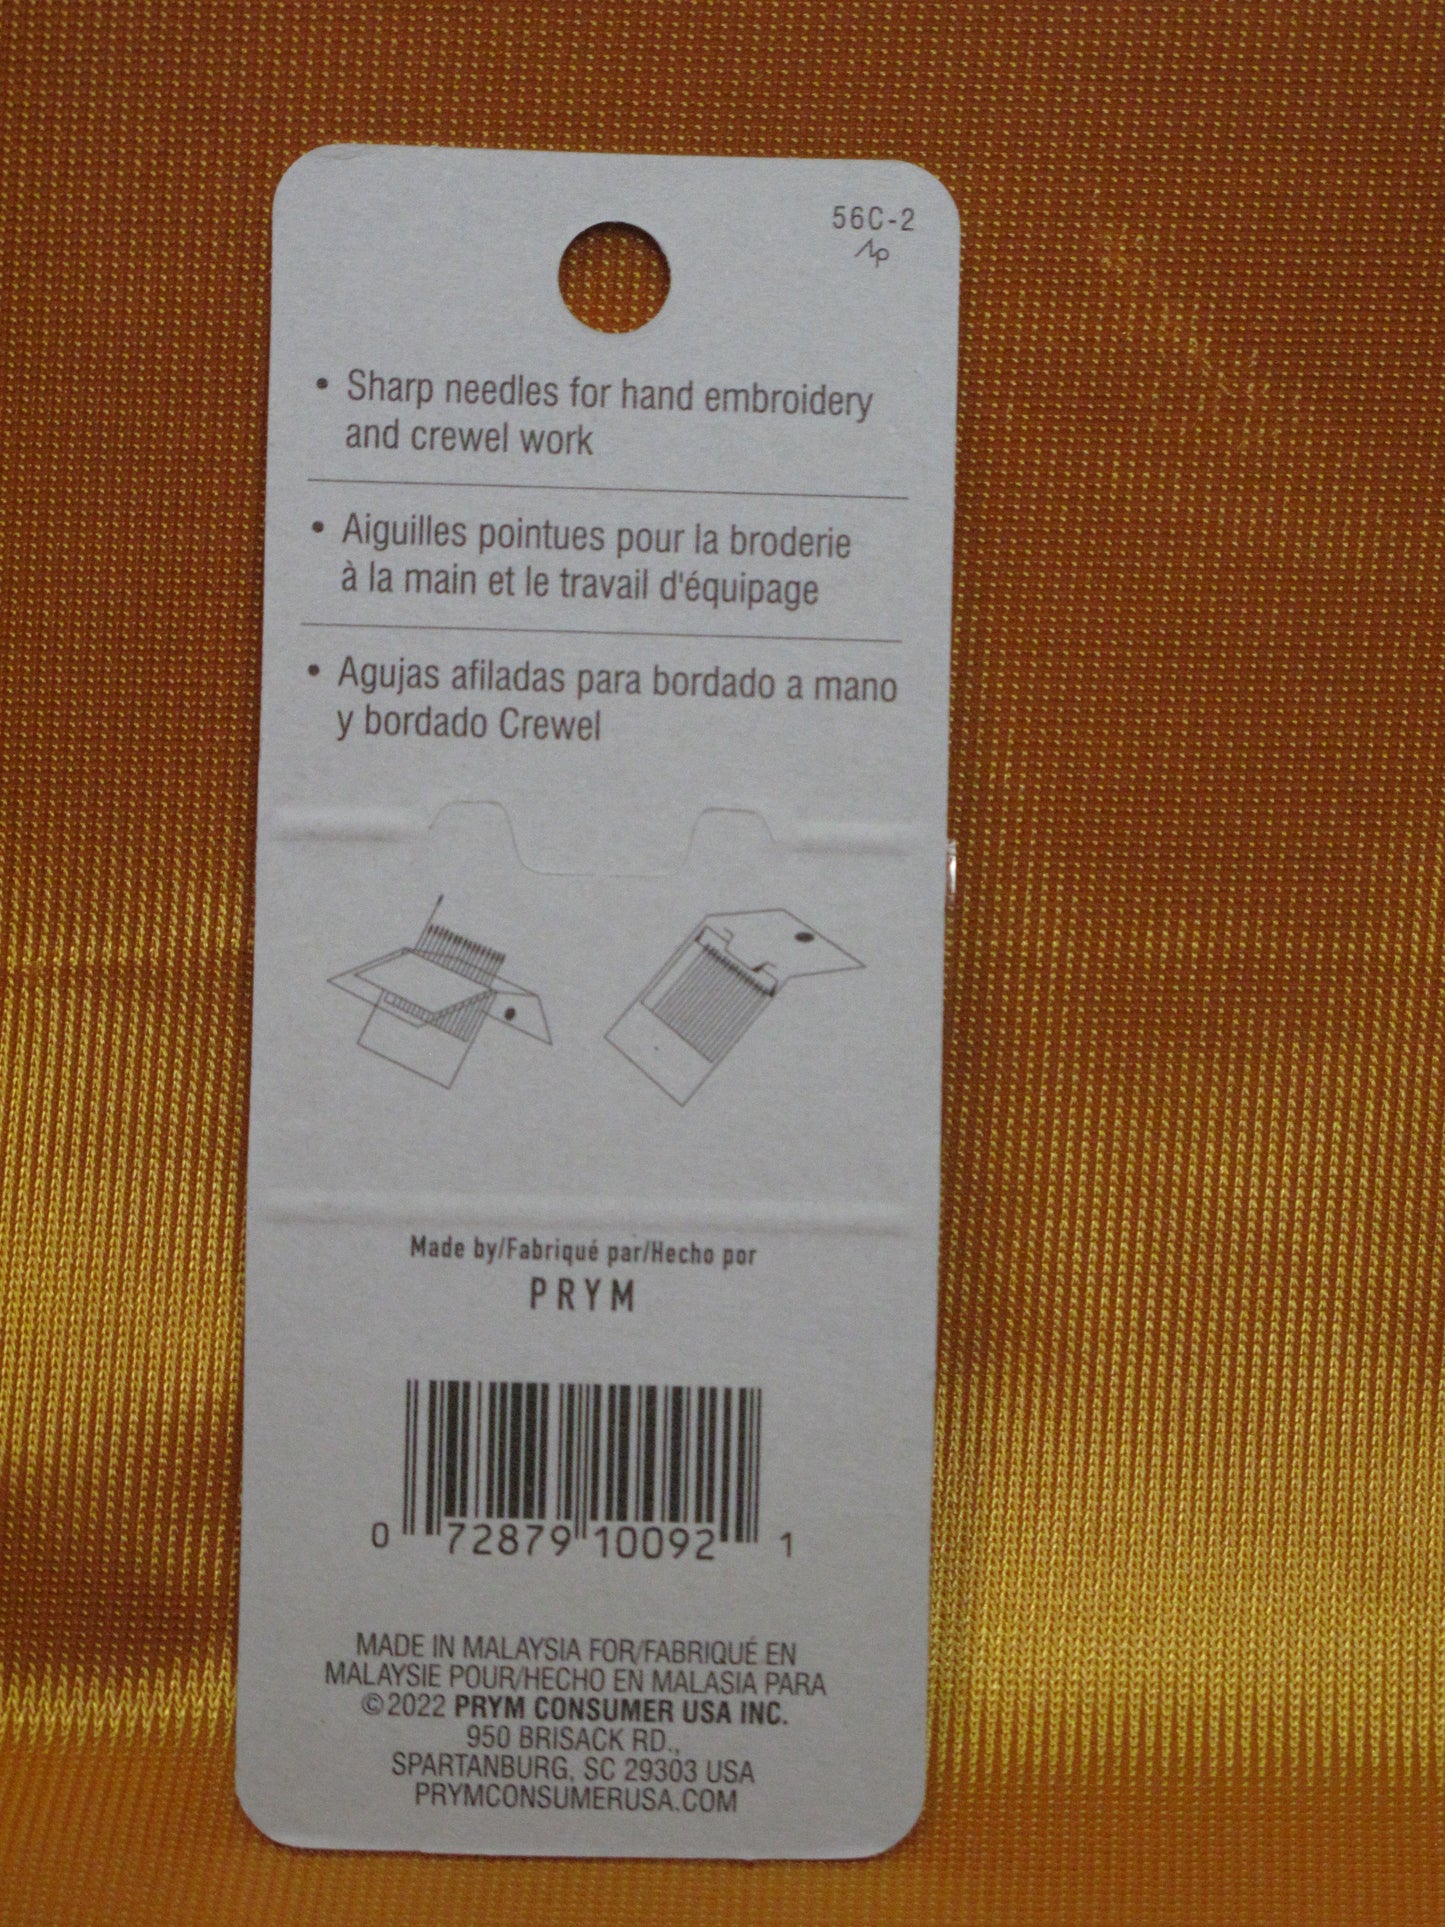 56C-2
• Sharp needles for hand embroidery
and crewel work
• Aiguilles pointues pour la broderie
à la main et le travail d'équipage
• Agujas afiladas para bordado a mano
y bordado Crewel
Made by/Fabriqué par/Hecho por
PRYM
0 72879 10092 1
MADE IN MALAYSIA FOR/FABRIQUÉ EN
MALAYSIE POUR/HECHO EN MALASIA PARA
©2022 PRYM CONSUMER USA INC.
950 BRISACK RD.,
SPARTANBURG, SC 29303 USA
PRYMCONSUMERUSA.COM